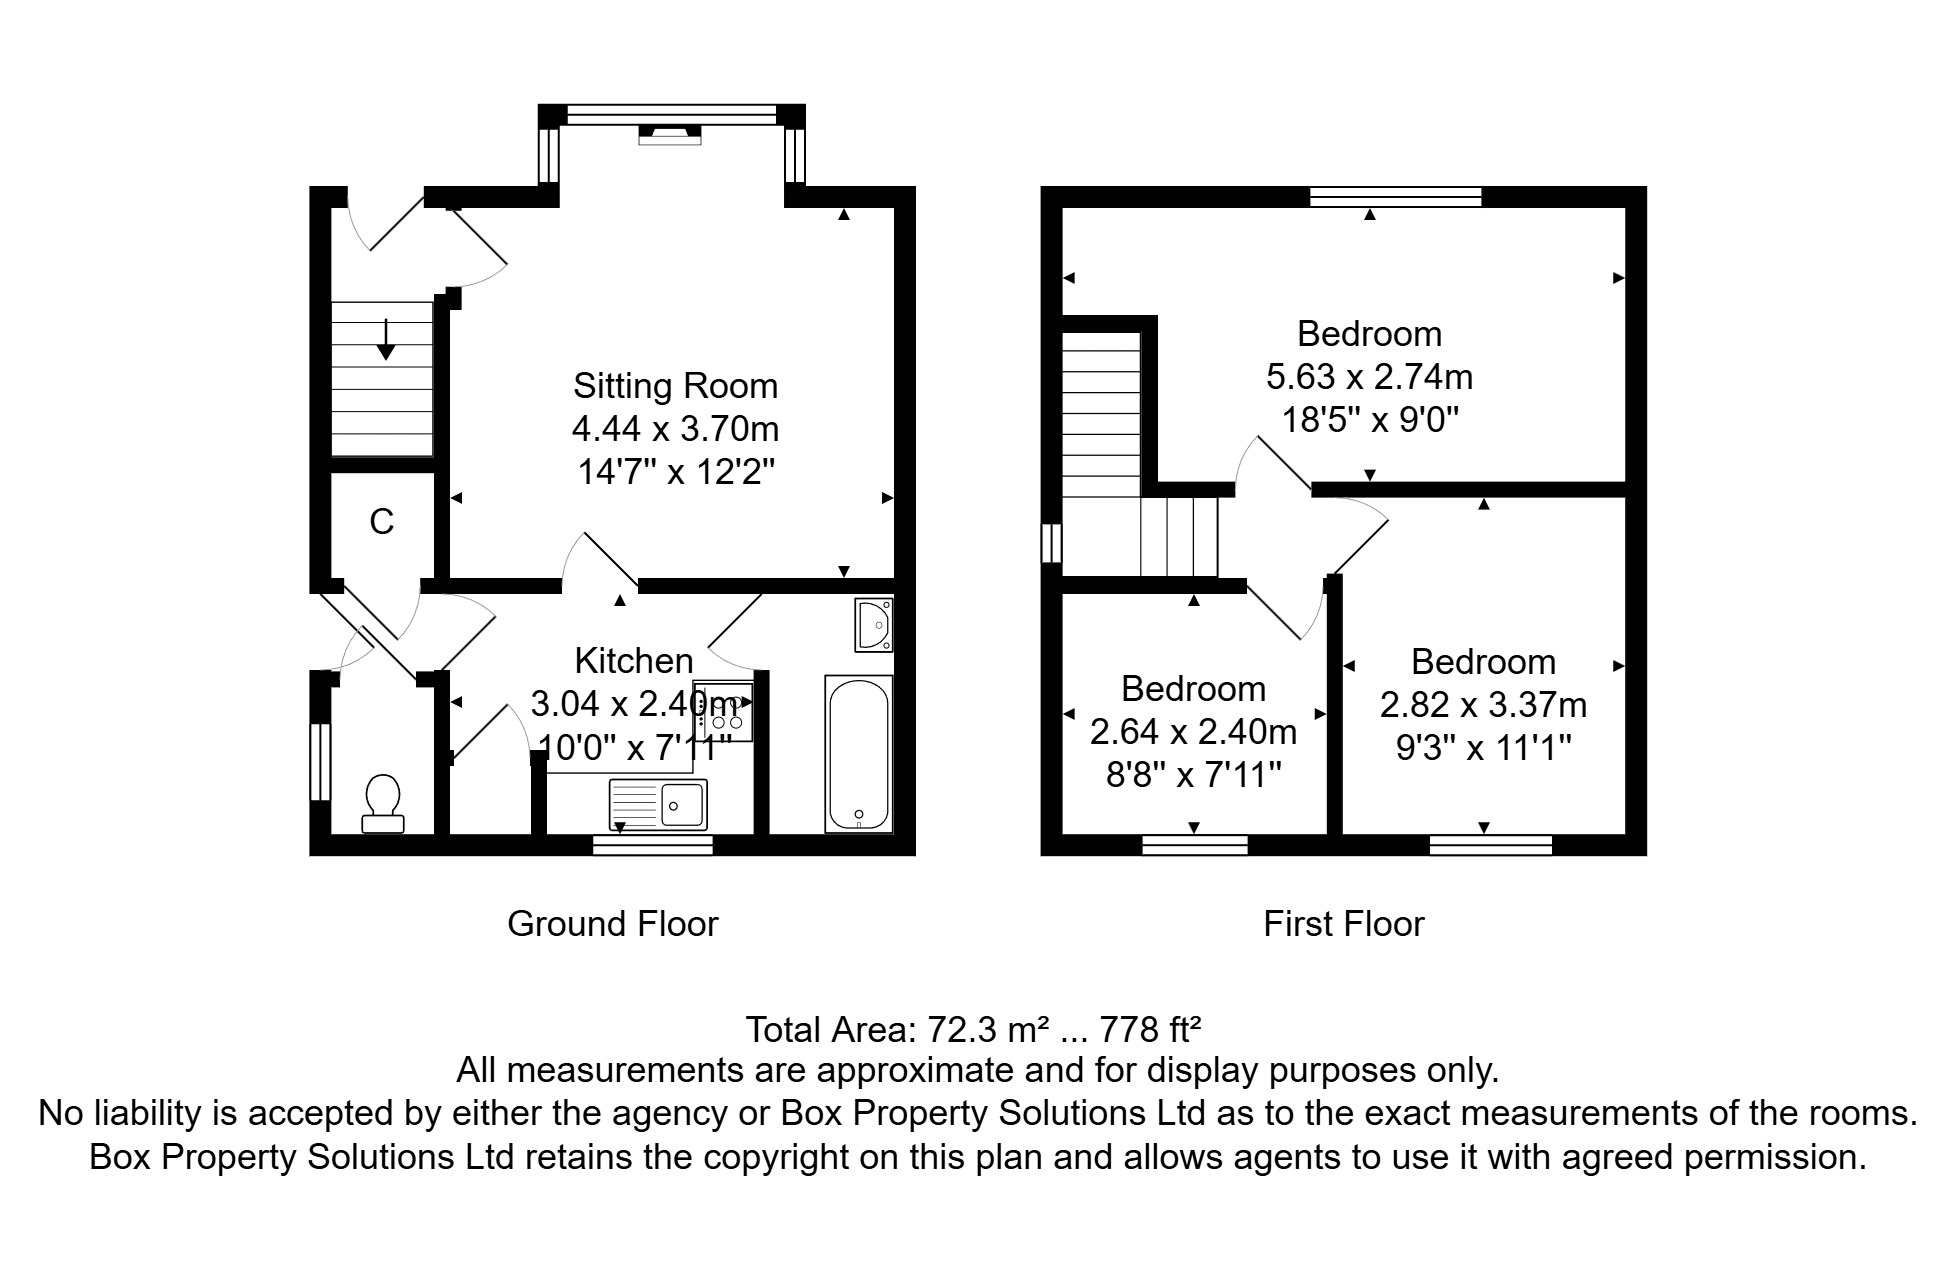 Sitting Room
4.44 x 3.70m
14'7" x 12'2"
C
Kitchen
3.04 x 2.40m
10'0" x 7'11"
Ground Floor
Bedroom
5.63 x 2.74m
18'5" x 9'0"
Bedroom
2.64 x 2.40m
8'8" x 7'11"
Bedroom
2.82 x 3.37m
9'3" x 11'1"
First Floor
Total Area: 72.3 m² ... 778 ft²
All measurements are approximate and for display purposes only.
No liability is accepted by either the agency or Box Property Solutions Ltd as to the exact measurements of the rooms.
Box Property Solutions Ltd retains the copyright on this plan and allows agents to use it with agreed permission.